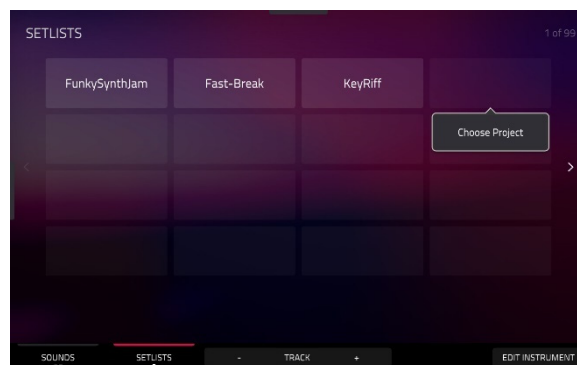 SETLISTS
1 of 99
FunkySynthJam Fast-Break KeyRiff
Choose Project
SOUNDS SETLISTS - TRACK + EDIT INSTRUMENT